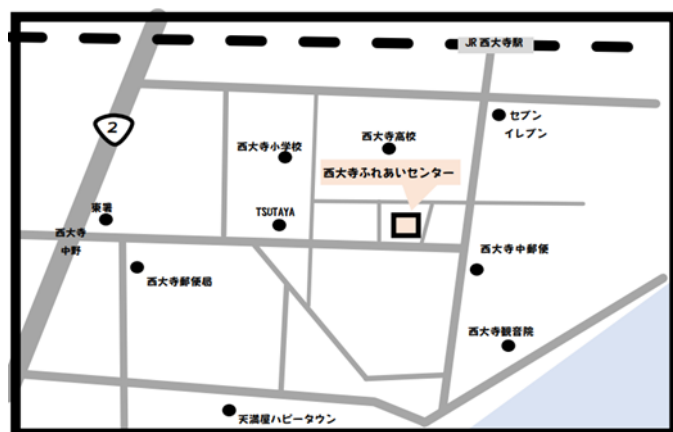 JR 西大寺駅
2
セブン
イレブン
西大寺高校
西大寺小学校
西大寺ふれあいセンター
東署
TSUTAYA
西大寺
中野
西大寺中郵便
西大寺郵便局
西大寺観音院
天満屋ハピータウン